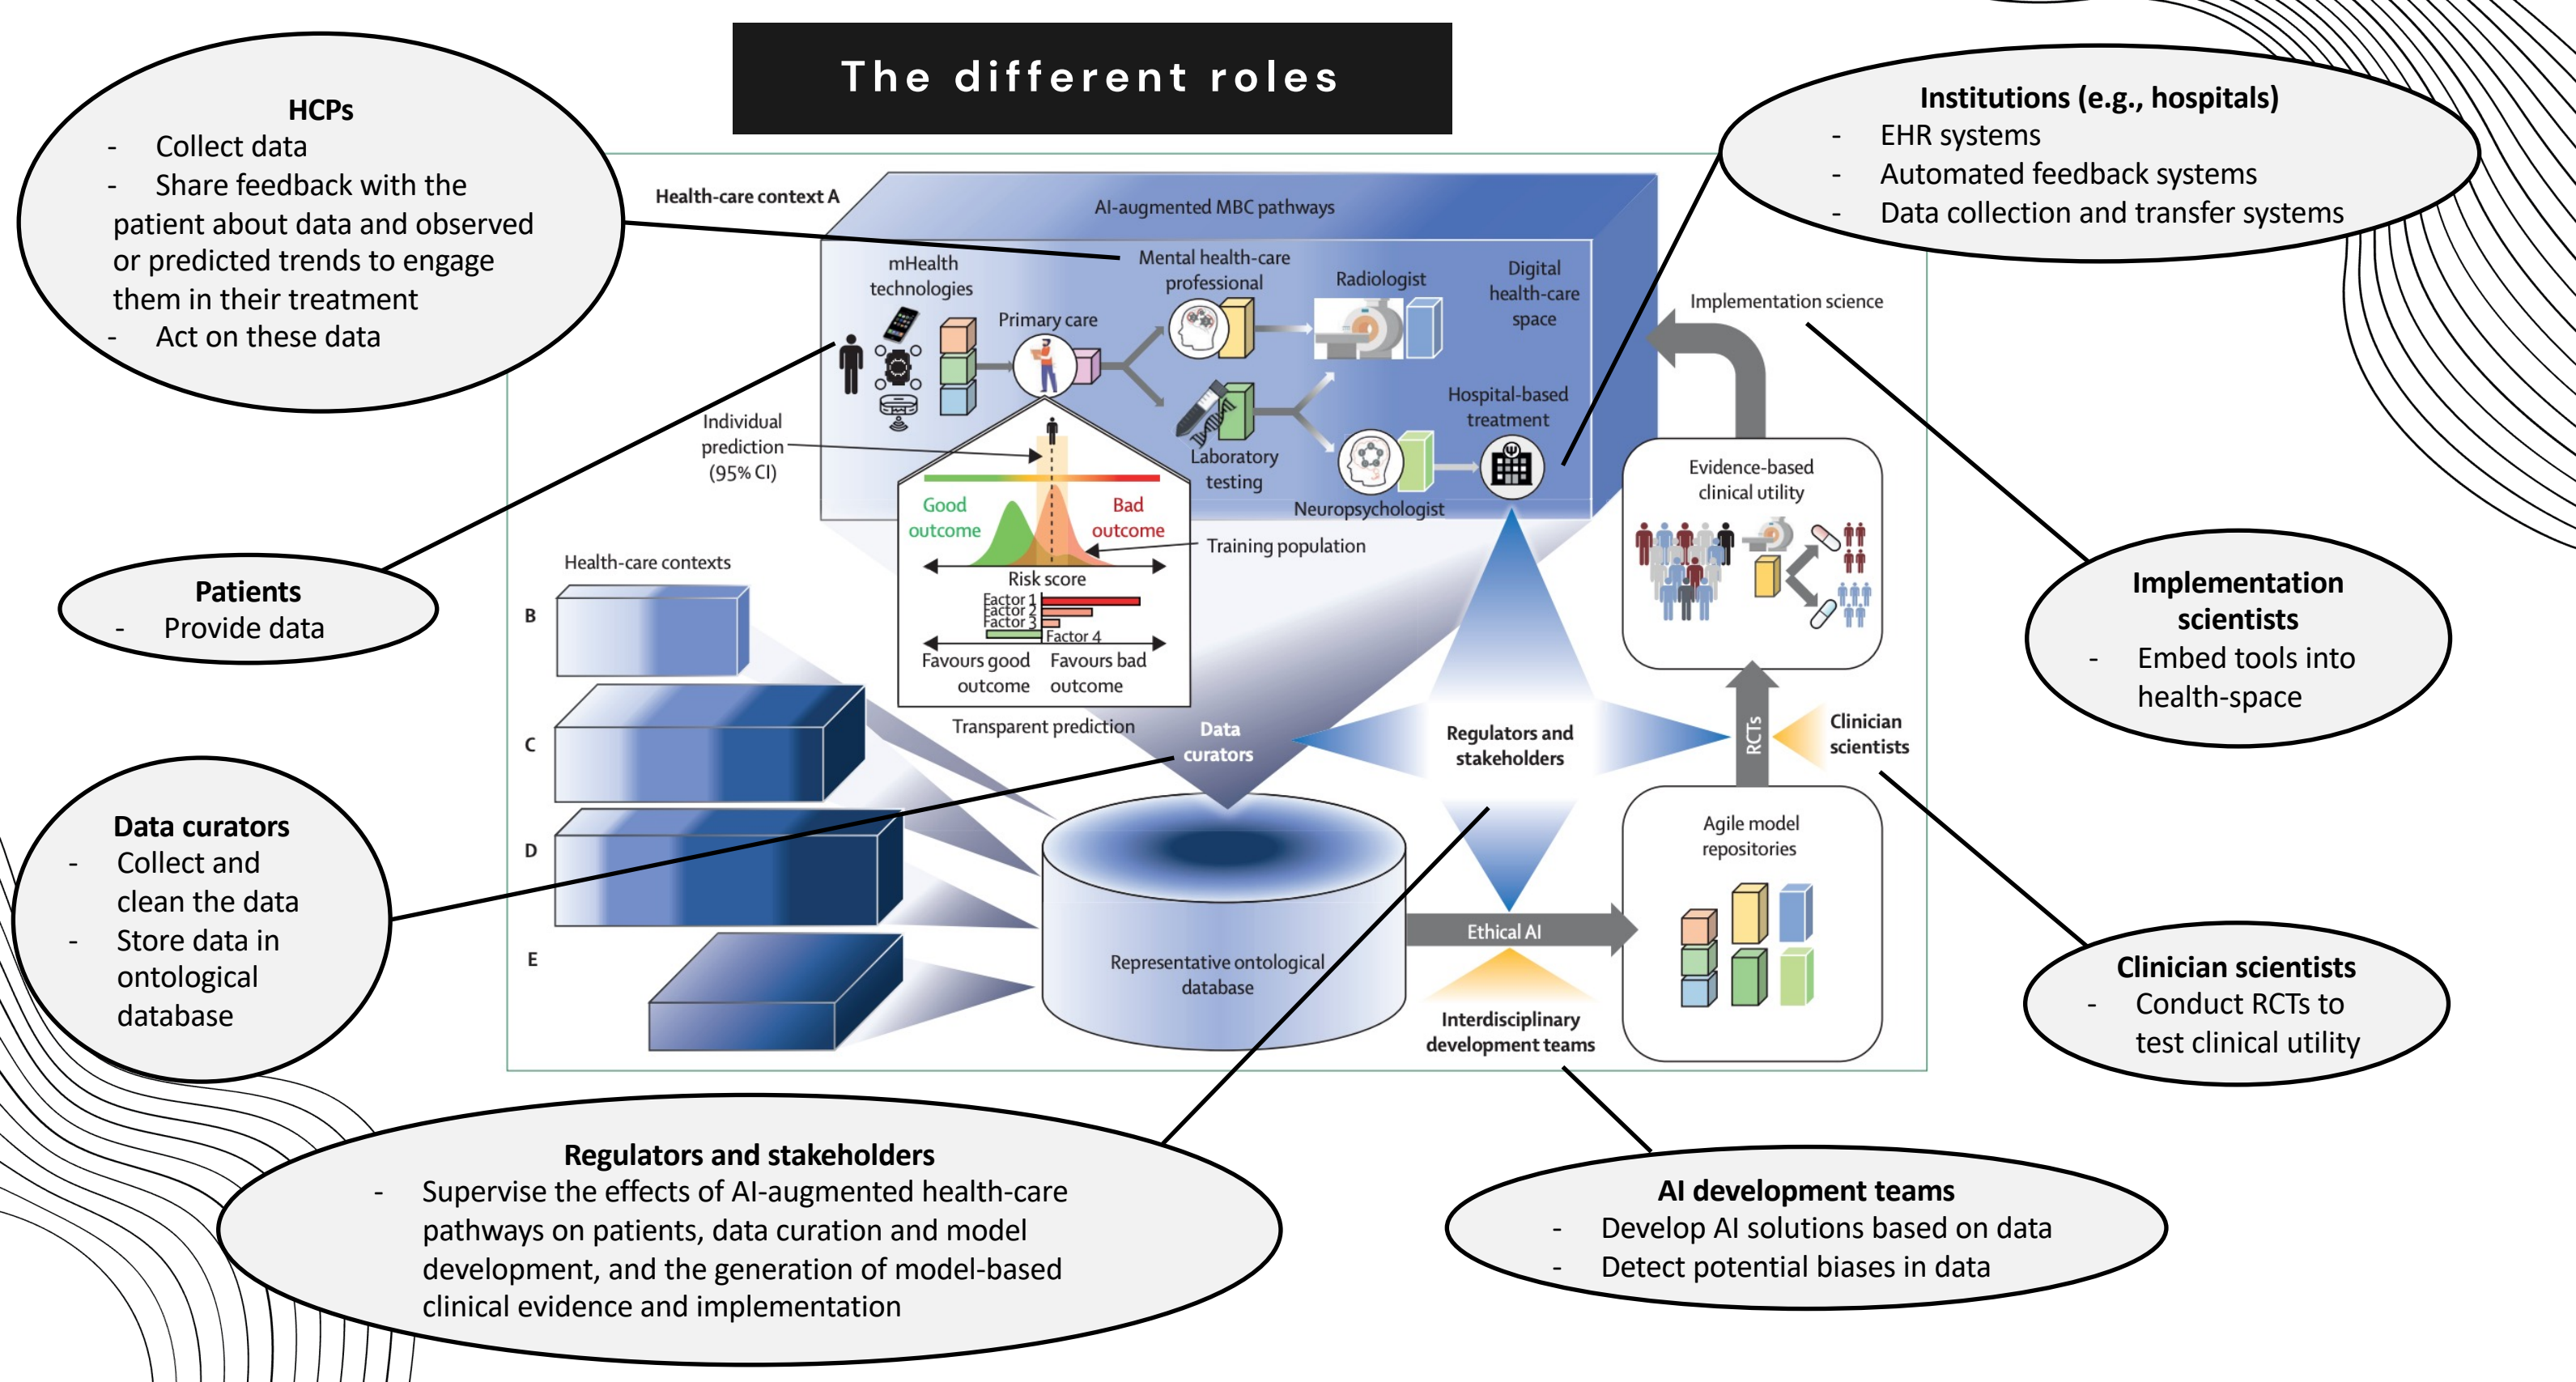 The different roles
HCPs
- Collect data
- Share feedback with the
patient about data and observed
or predicted trends to engage
them in their treatment
- Act on these data
Institutions (e.g., hospitals)
- EHR systems
- Automated feedback systems
- Data collection and transfer systems
Health-care context A
AI-augmented MBC pathways
mHealth
technologies
Primary care
Mental health-care
professional
Radiologist
Digital
health-care
space
Implementation science
Individual
prediction
(95% CI)
Laboratory
testing
Neuropsychologist
Hospital-based
treatment
Good
outcome
Bad
outcome
Training population
Risk score
Factor 1
Factor 2
Factor 3
Factor 4
Favours good
outcome
Favours bad
outcome
Transparent prediction
Evidence-based
clinical utility
Patients
- Provide data
Implementation
scientists
- Embed tools into
health-space
Health-care contexts
B
C
D
E
Data
curators
Regulators and
stakeholders
RCTs
Clinician
scientists
Data curators
- Collect and
clean the data
- Store data in
ontological
database
Representative ontological
database
Ethical AI
Interdisciplinary
development teams
Agile model
repositories
Clinician scientists
- Conduct RCTs to
test clinical utility
Regulators and stakeholders
- Supervise the effects of AI-augmented health-care
pathways on patients, data curation and model
development, and the generation of model-based
clinical evidence and implementation
AI development teams
- Develop AI solutions based on data
- Detect potential biases in data